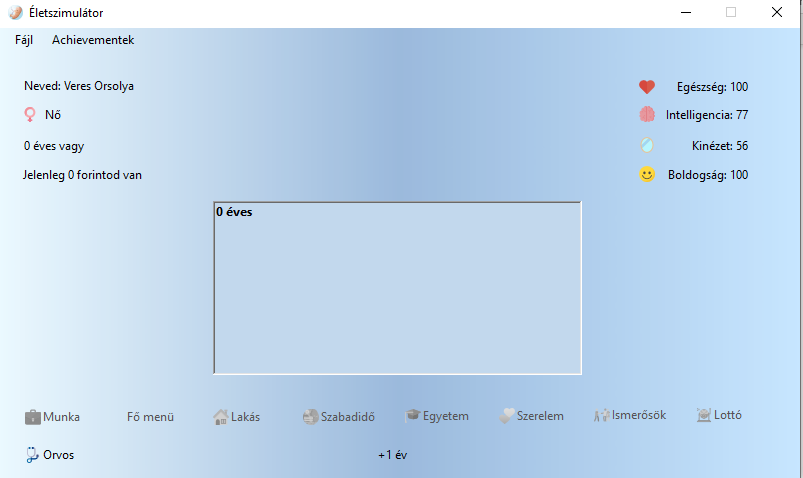 Életszimulátor
Fájl Achievementek
Neved: Veres Orsolya
Nő
0 éves vagy
Jelenleg 0 forintod van
Egészség: 100
Intelligencia: 77
Kinézet: 56
Boldogság: 100
0 éves
Munka Fő menü Lakás Szabadidő Egyetem Szerelem Ismerősök Lottó
Orvos +1 év